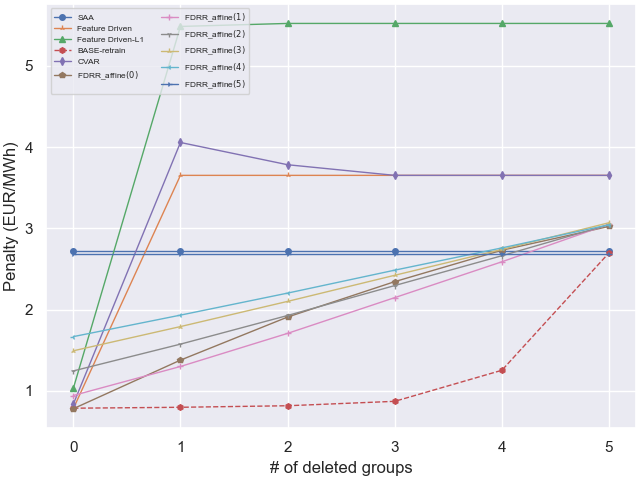 SAA
Feature Driven
Feature Driven-L1
BASE-retrain
CVAR
FDRR_affine(0)
FDRR_affine(1)
FDRR_affine(2)
FDRR_affine(3)
FDRR_affine(4)
FDRR_affine(5)
Penalty (EUR/MWh)
5
4
3
2
1
0 1 2 3 4 5
# of deleted groups